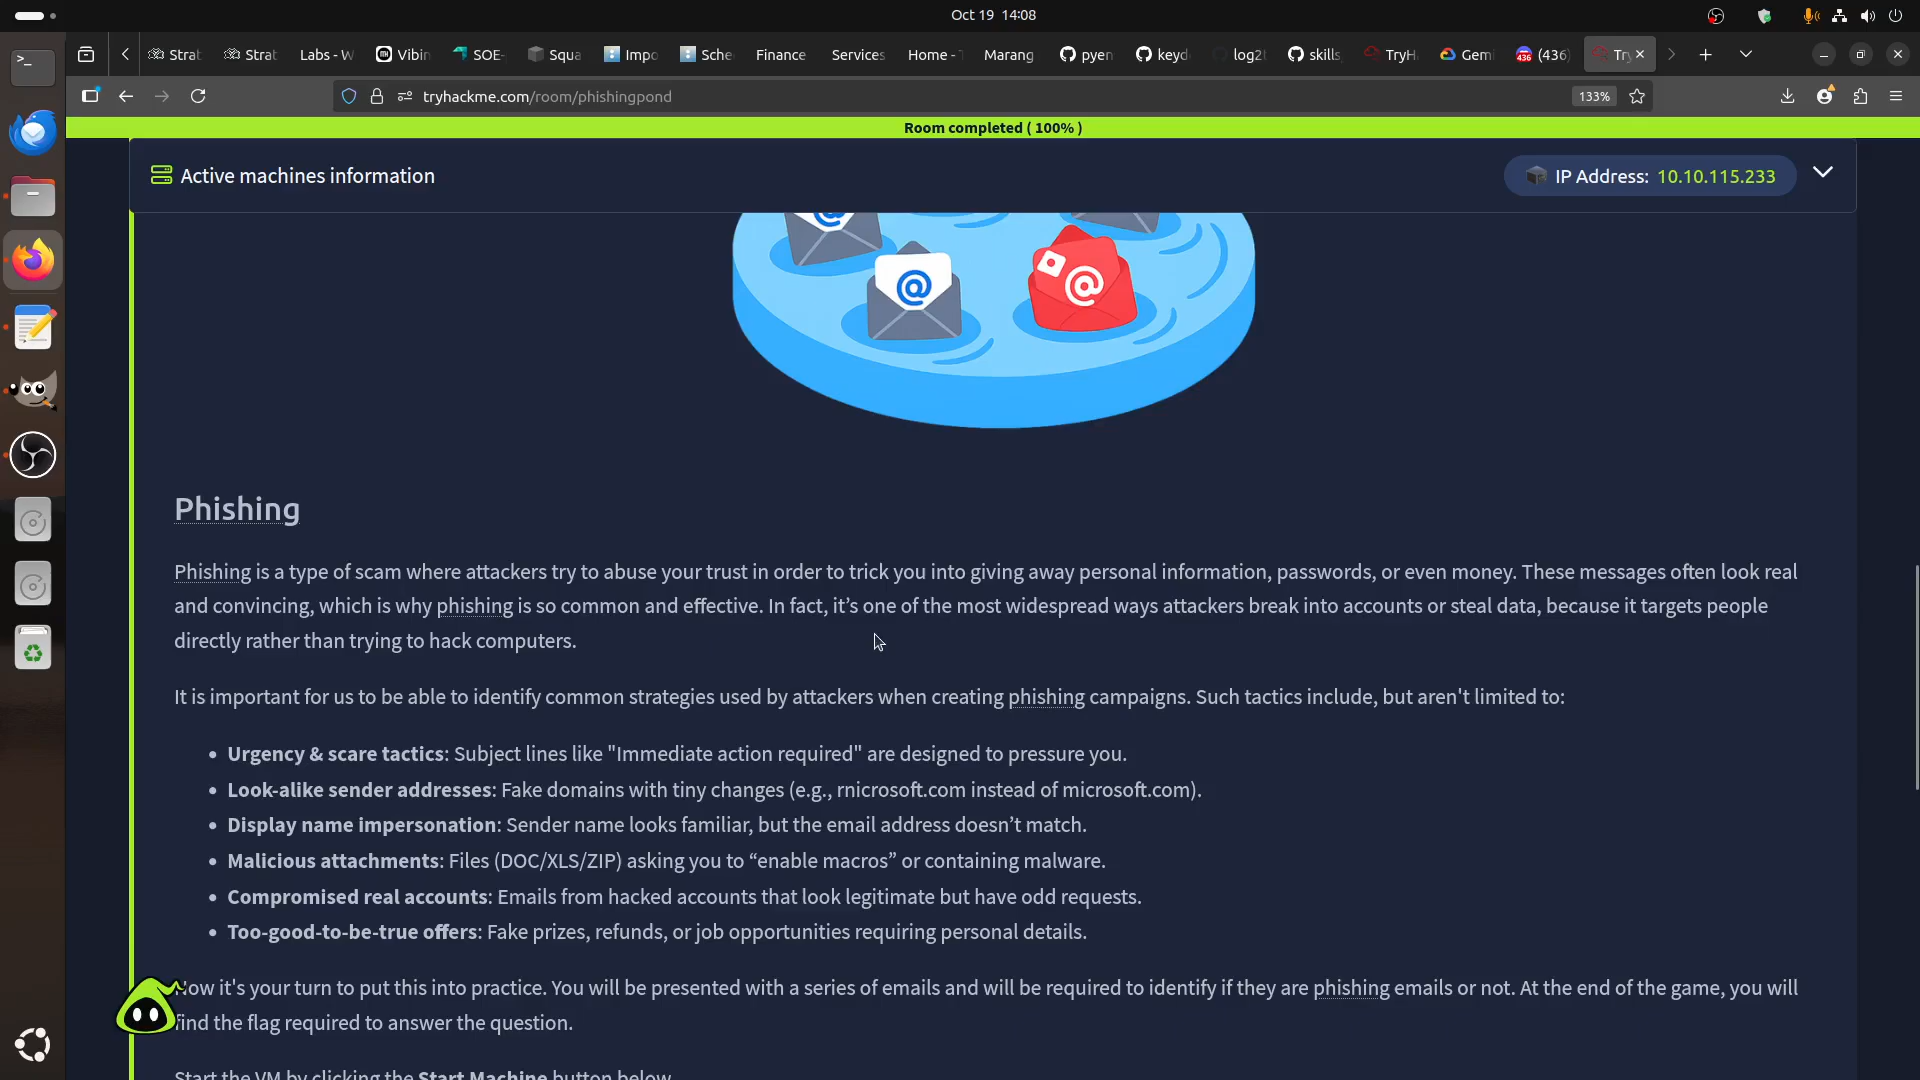 Oct 19 14:08
Strat
Strat
Labs - W
Vibin
SOE-
Squa
Impo
Sche
Finance
Services
Home -
Marang
pyen
keyd
log2
skills
TryH
Gemi
(436)
Try
tryhackme.com/room/phishingpond
133%
Room completed ( 100% )
Active machines information
IP Address: 10.10.115.233
Phishing
Phishing is a type of scam where attackers try to abuse your trust in order to trick you into giving away personal information, passwords, or even money. These messages often look real
and convincing, which is why phishing is so common and effective. In fact, it’s one of the most widespread ways attackers break into accounts or steal data, because it targets people
directly rather than trying to hack computers.
It is important for us to be able to identify common strategies used by attackers when creating phishing campaigns. Such tactics include, but aren't limited to:
• Urgency & scare tactics: Subject lines like "Immediate action required" are designed to pressure you.
• Look-alike sender addresses: Fake domains with tiny changes (e.g., rnicrosoft.com instead of microsoft.com).
• Display name impersonation: Sender name looks familiar, but the email address doesn’t match.
• Malicious attachments: Files (DOC/XLS/ZIP) asking you to “enable macros” or containing malware.
• Compromised real accounts: Emails from hacked accounts that look legitimate but have odd requests.
• Too-good-to-be-true offers: Fake prizes, refunds, or job opportunities requiring personal details.
Now it's your turn to put this into practice. You will be presented with a series of emails and will be required to identify if they are phishing emails or not. At the end of the game, you will
find the flag required to answer the question.
Start the VM by clicking the Start Machine button below.